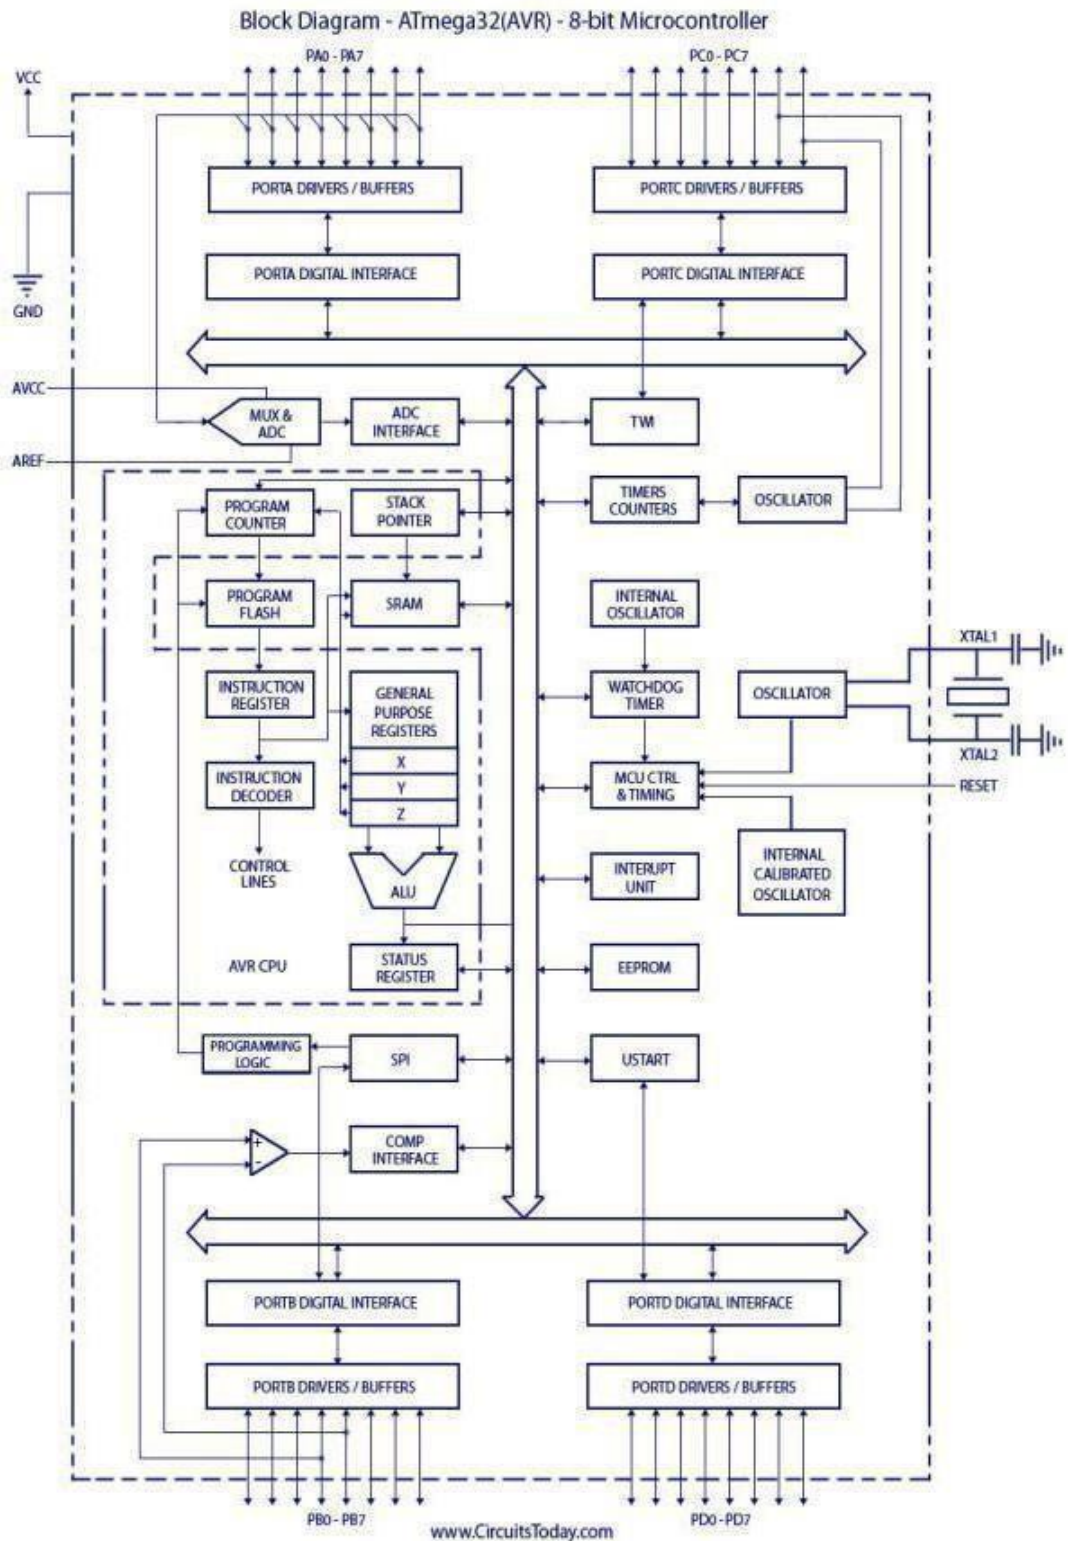 Block Diagram - ATmega32(AVR) - 8-bit Microcontroller
PA0 - PA7
PC0 - PC7
VCC
PORTA DRIVERS / BUFFERS
PORTC DRIVERS / BUFFERS
PORTA DIGITAL INTERFACE
PORTC DIGITAL INTERFACE
GND
AVCC
MUX &
ADC
ADC
INTERFACE
TWI
AREF
PROGRAM
COUNTER
STACK
POINTER
TIMERS
COUNTERS
OSCILLATOR
PROGRAM
FLASH
SRAM
INTERNAL
OSCILLATOR
XTAL1
INSTRUCTION
REGISTER
GENERAL
PURPOSE
REGISTERS
WATCHDOG
TIMER
OSCILLATOR
XTAL2
X
Y
Z
INSTRUCTION
DECODER
MCU CTRL
& TIMING
RESET
CONTROL
LINES
ALU
INTERUPT
UNIT
INTERNAL
CALIBRATED
OSCILLATOR
AVR CPU
STATUS
REGISTER
EEPROM
PROGRAMMING
LOGIC
SPI
USTART
+
-
COMP
INTERFACE
PORTB DIGITAL INTERFACE
PORTD DIGITAL INTERFACE
PORTB DRIVERS / BUFFERS
PORTD DRIVERS / BUFFERS
PB0 - PB7
PD0 - PD7
www.CircuitsToday.com